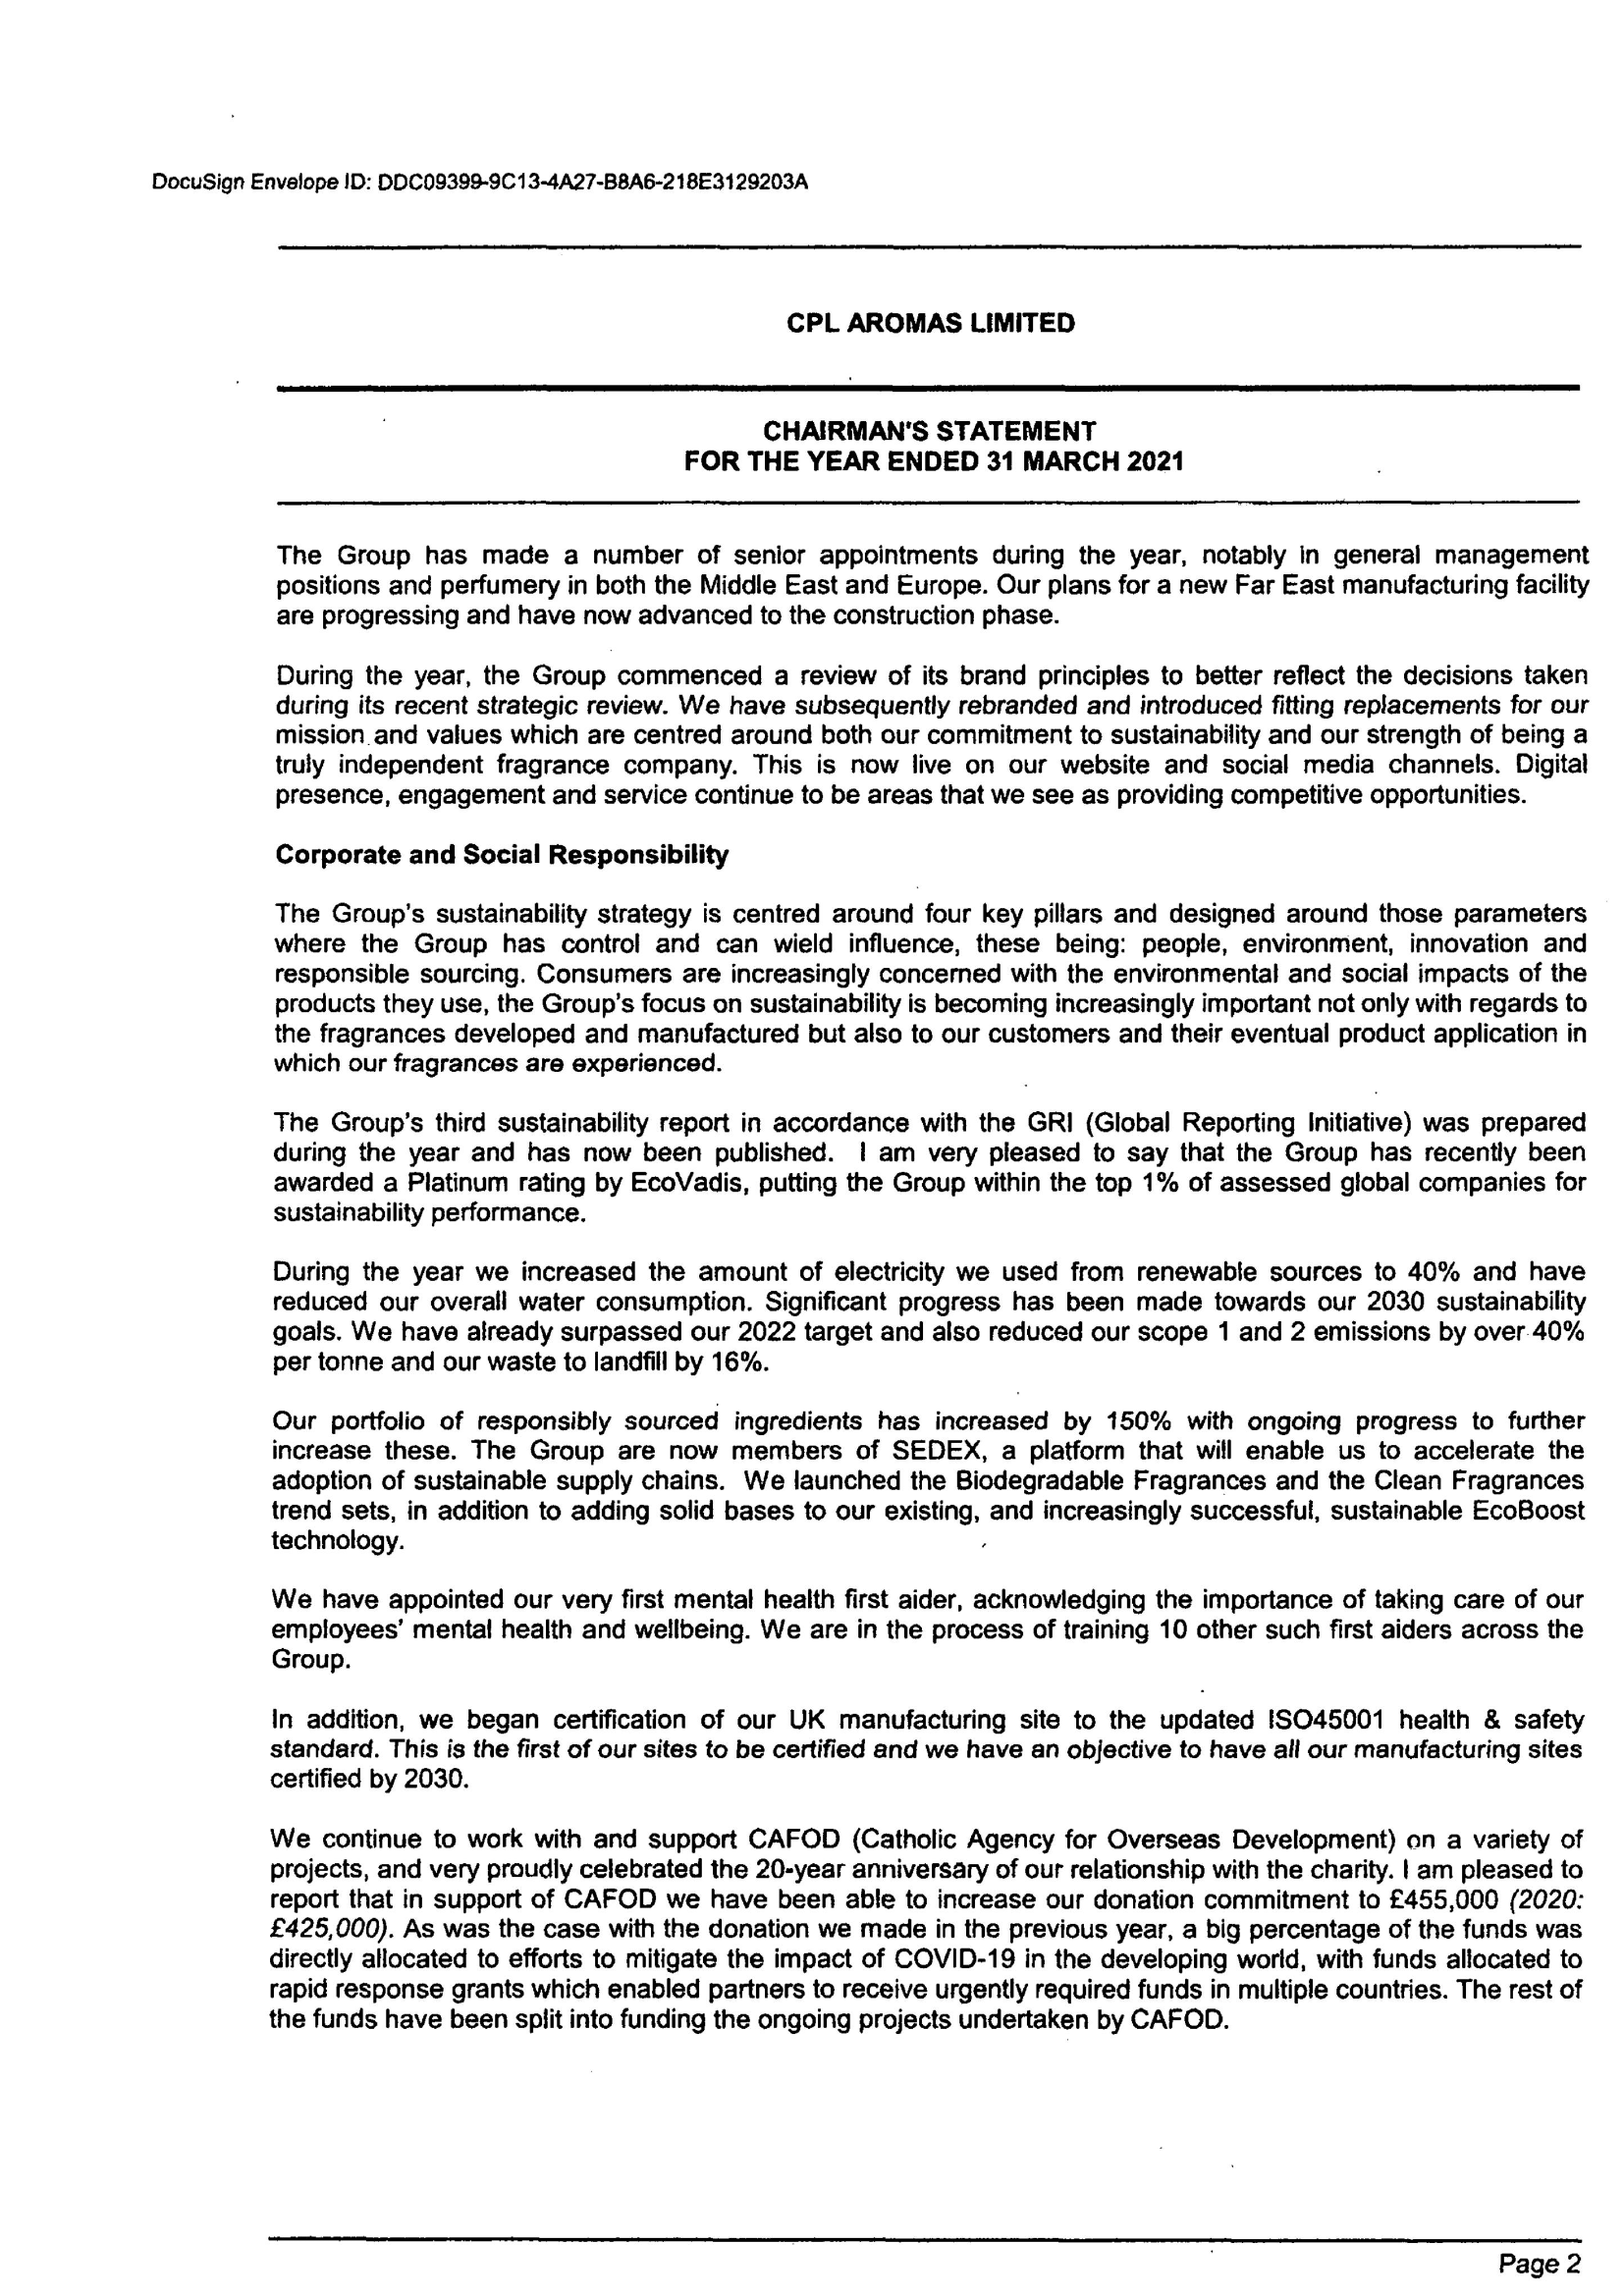 DocuSign Envelope ID: DDC09399-9C13-4A27-B8A6-218E3129203A
CPL AROMAS LIMITED
CHAIRMAN'S STATEMENT
FOR THE YEAR ENDED 31 MARCH 2021
The Group has made a number of senior appointments during the year, notably in general management
positions and perfumery in both the Middle East and Europe. Our plans for a new Far East manufacturing facility
are progressing and have now advanced to the construction phase.
During the year, the Group commenced a review of its brand principles to better reflect the decisions taken
during its recent strategic review. We have subsequently rebranded and introduced fitting replacements for our
mission and values which are centred around both our commitment to sustainability and our strength of being a
truly independent fragrance company. This is now live on our website and social media channels. Digital
presence, engagement and service continue to be areas that we see as providing competitive opportunities.
Corporate and Social Responsibility
The Group's sustainability strategy is centred around four key pillars and designed around those parameters
where the Group has control and can wield influence, these being: people, environment, innovation and
responsible sourcing. Consumers are increasingly concerned with the environmental and social impacts of the
products they use, the Group's focus on sustainability is becoming increasingly important not only with regards to
the fragrances developed and manufactured but also to our customers and their eventual product application in
which our fragrances are experienced.
The Group's third sustainability report in accordance with the GRI (Global Reporting Initiative) was prepared
during the year and has now been published. I am very pleased to say that the Group has recently been
awarded a Platinum rating by EcoVadis, putting the Group within the top 1% of assessed global companies for
sustainability performance.
During the year we increased the amount of electricity we used from renewable sources to 40% and have
reduced our overall water consumption. Significant progress has been made towards our 2030 sustainability
goals. We have already surpassed our 2022 target and also reduced our scope 1 and 2 emissions by over 40%
per tonne and our waste to landfill by 16%.
Our portfolio of responsibly sourced ingredients has increased by 150% with ongoing progress to further
increase these. The Group are now members of SEDEX, a platform that will enable us to accelerate the
adoption of sustainable supply chains. We launched the Biodegradable Fragrances and the Clean Fragrances
trend sets, in addition to adding solid bases to our existing, and increasingly successful, sustainable EcoBoost
technology.
We have appointed our very first mental health first aider, acknowledging the importance of taking care of our
employees' mental health and wellbeing. We are in the process of training 10 other such first aiders across the
Group.
In addition, we began certification of our UK manufacturing site to the updated ISO45001 health & safety
standard. This is the first of our sites to be certified and we have an objective to have all our manufacturing sites
certified by 2030.
We continue to work with and support CAFOD (Catholic Agency for Overseas Development) on a variety of
projects, and very proudly celebrated the 20-year anniversary of our relationship with the charity. I am pleased to
report that in support of CAFOD we have been able to increase our donation commitment to £455,000 (2020:
£425,000). As was the case with the donation we made in the previous year, a big percentage of the funds was
directly allocated to efforts to mitigate the impact of COVID-19 in the developing world, with funds allocated to
rapid response grants which enabled partners to receive urgently required funds in multiple countries. The rest of
the funds have been split into funding the ongoing projects undertaken by CAFOD.
Page 2